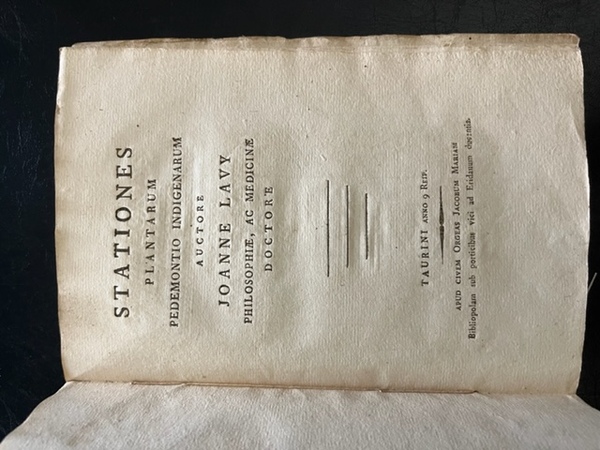 STATIONES
PLANTARUM
PEDEMONTIO INDIGENARUM
AUCTORE
JOANNE LAVY
PHILOSOPHIÆ, AC MEDICINÆ
DOCTORE
TAURINI ANNO 9 REIP.
APUD CIVEM ORGEAS JACOBUM MARIAM
Bibliopolam sub porticibus vici ad Eridanum